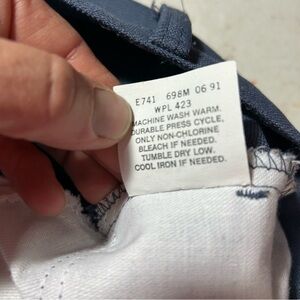 E741 698M 06 91
WPL 423
MACHINE WASH WARM.
DURABLE PRESS CYCLE,
ONLY NON-CHLORINE
BLEACH IF NEEDED.
TUMBLE DRY LOW.
COOL IRON IF NEEDED.